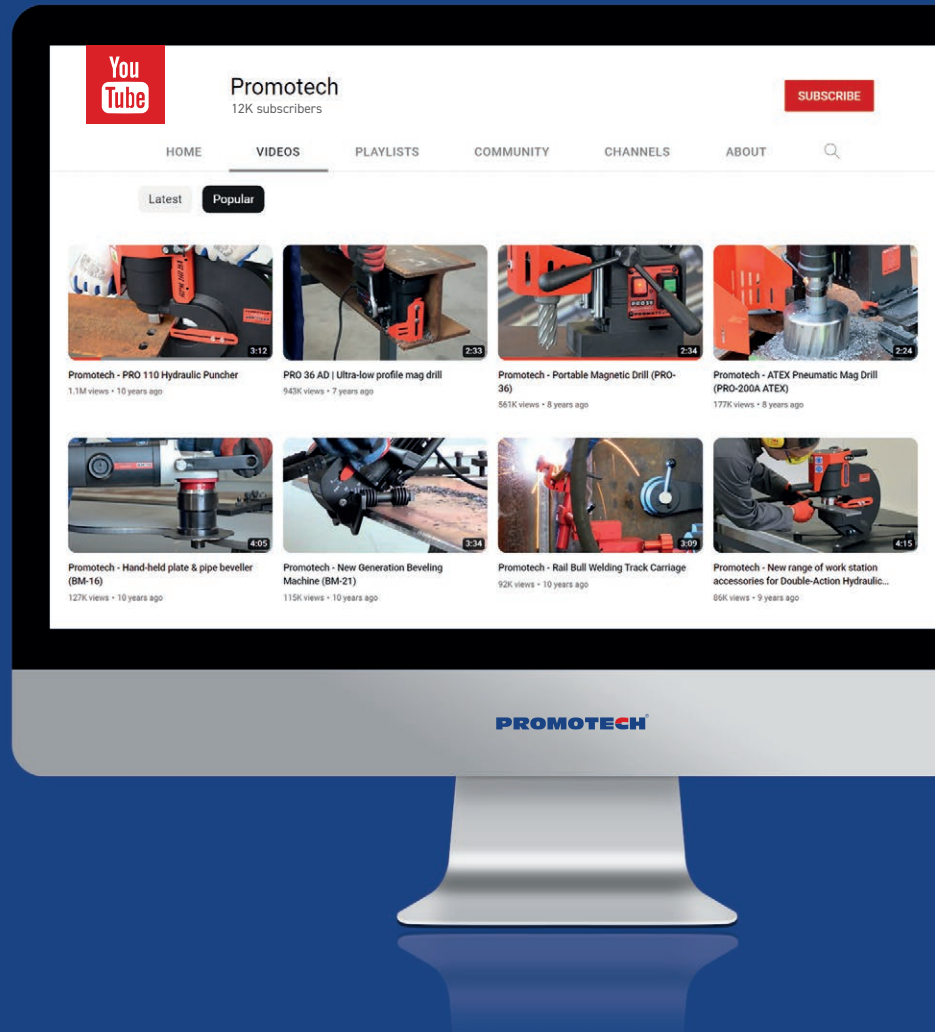 You
Tube
Promotech
12K subscribers
SUBSCRIBE
HOME VIDEOS PLAYLISTS COMMUNITY CHANNELS ABOUT
Latest Popular
3:12 2:33 2:34 2:24
Promotech - PRO 110 Hydraulic Puncher
1.1M views • 10 years ago
PRO 36 AD | Ultra-low profile mag drill
943K views • 7 years ago
Promotech - Portable Magnetic Drill (PRO-
36)
561K views • 8 years ago
Promotech - ATEX Pneumatic Mag Drill
(PRO-200A ATEX)
177K views • 8 years ago
4:05 3:34 3:09 4:15
Promotech - Hand-held plate & pipe beveller
(BM-16)
127K views • 10 years ago
Promotech - New Generation Beveling
Machine (BM-21)
115K views • 10 years ago
Promotech - Rail Bull Welding Track Carriage
92K views • 10 years ago
Promotech - New range of work station
accessories for Double-Action Hydraulic...
86K views • 9 years ago
PROMOTECH